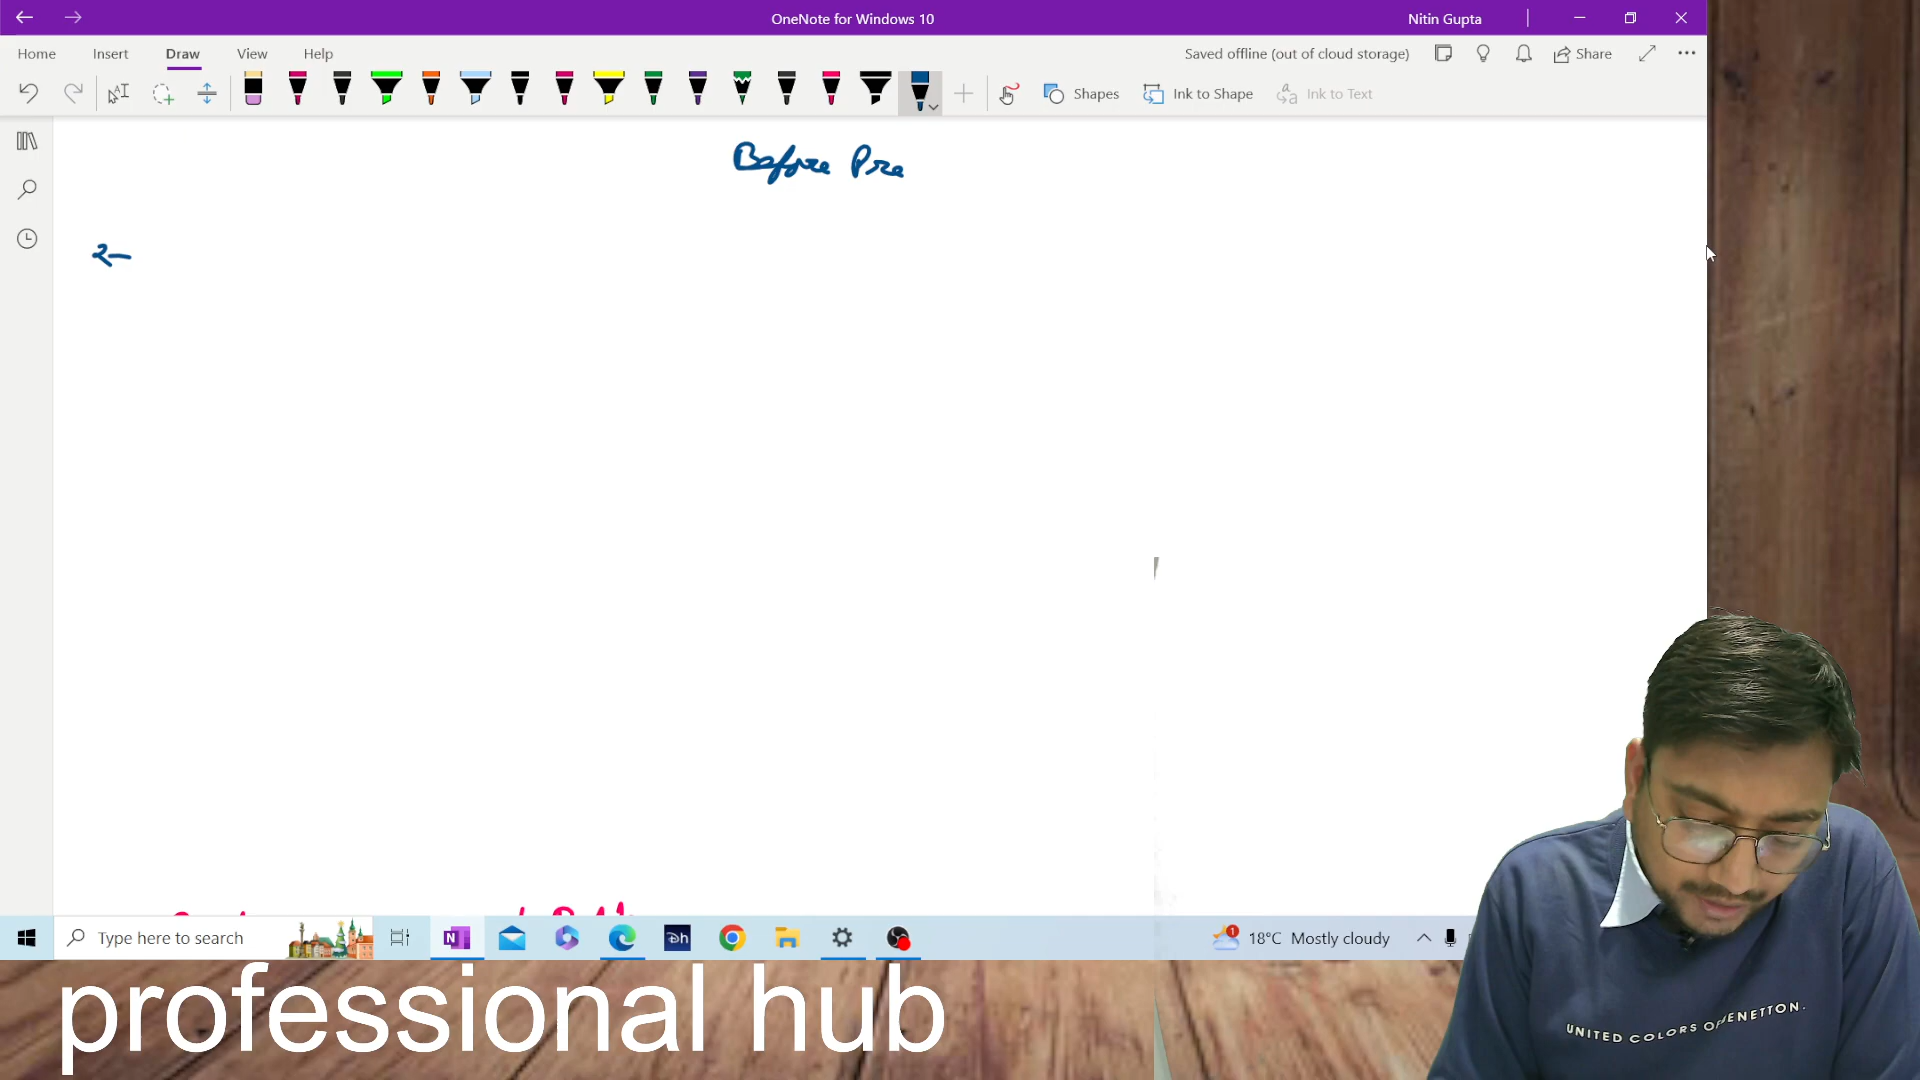 OneNote for Windows 10
Nitin Gupta
Home Insert Draw View Help
Saved offline (out of cloud storage)
Share
Shapes
Ink to Shape
Ink to Text
Before Pre
2-
Type here to search
18°C Mostly cloudy
professional hub
UNITED COLORS OF BENETTON.